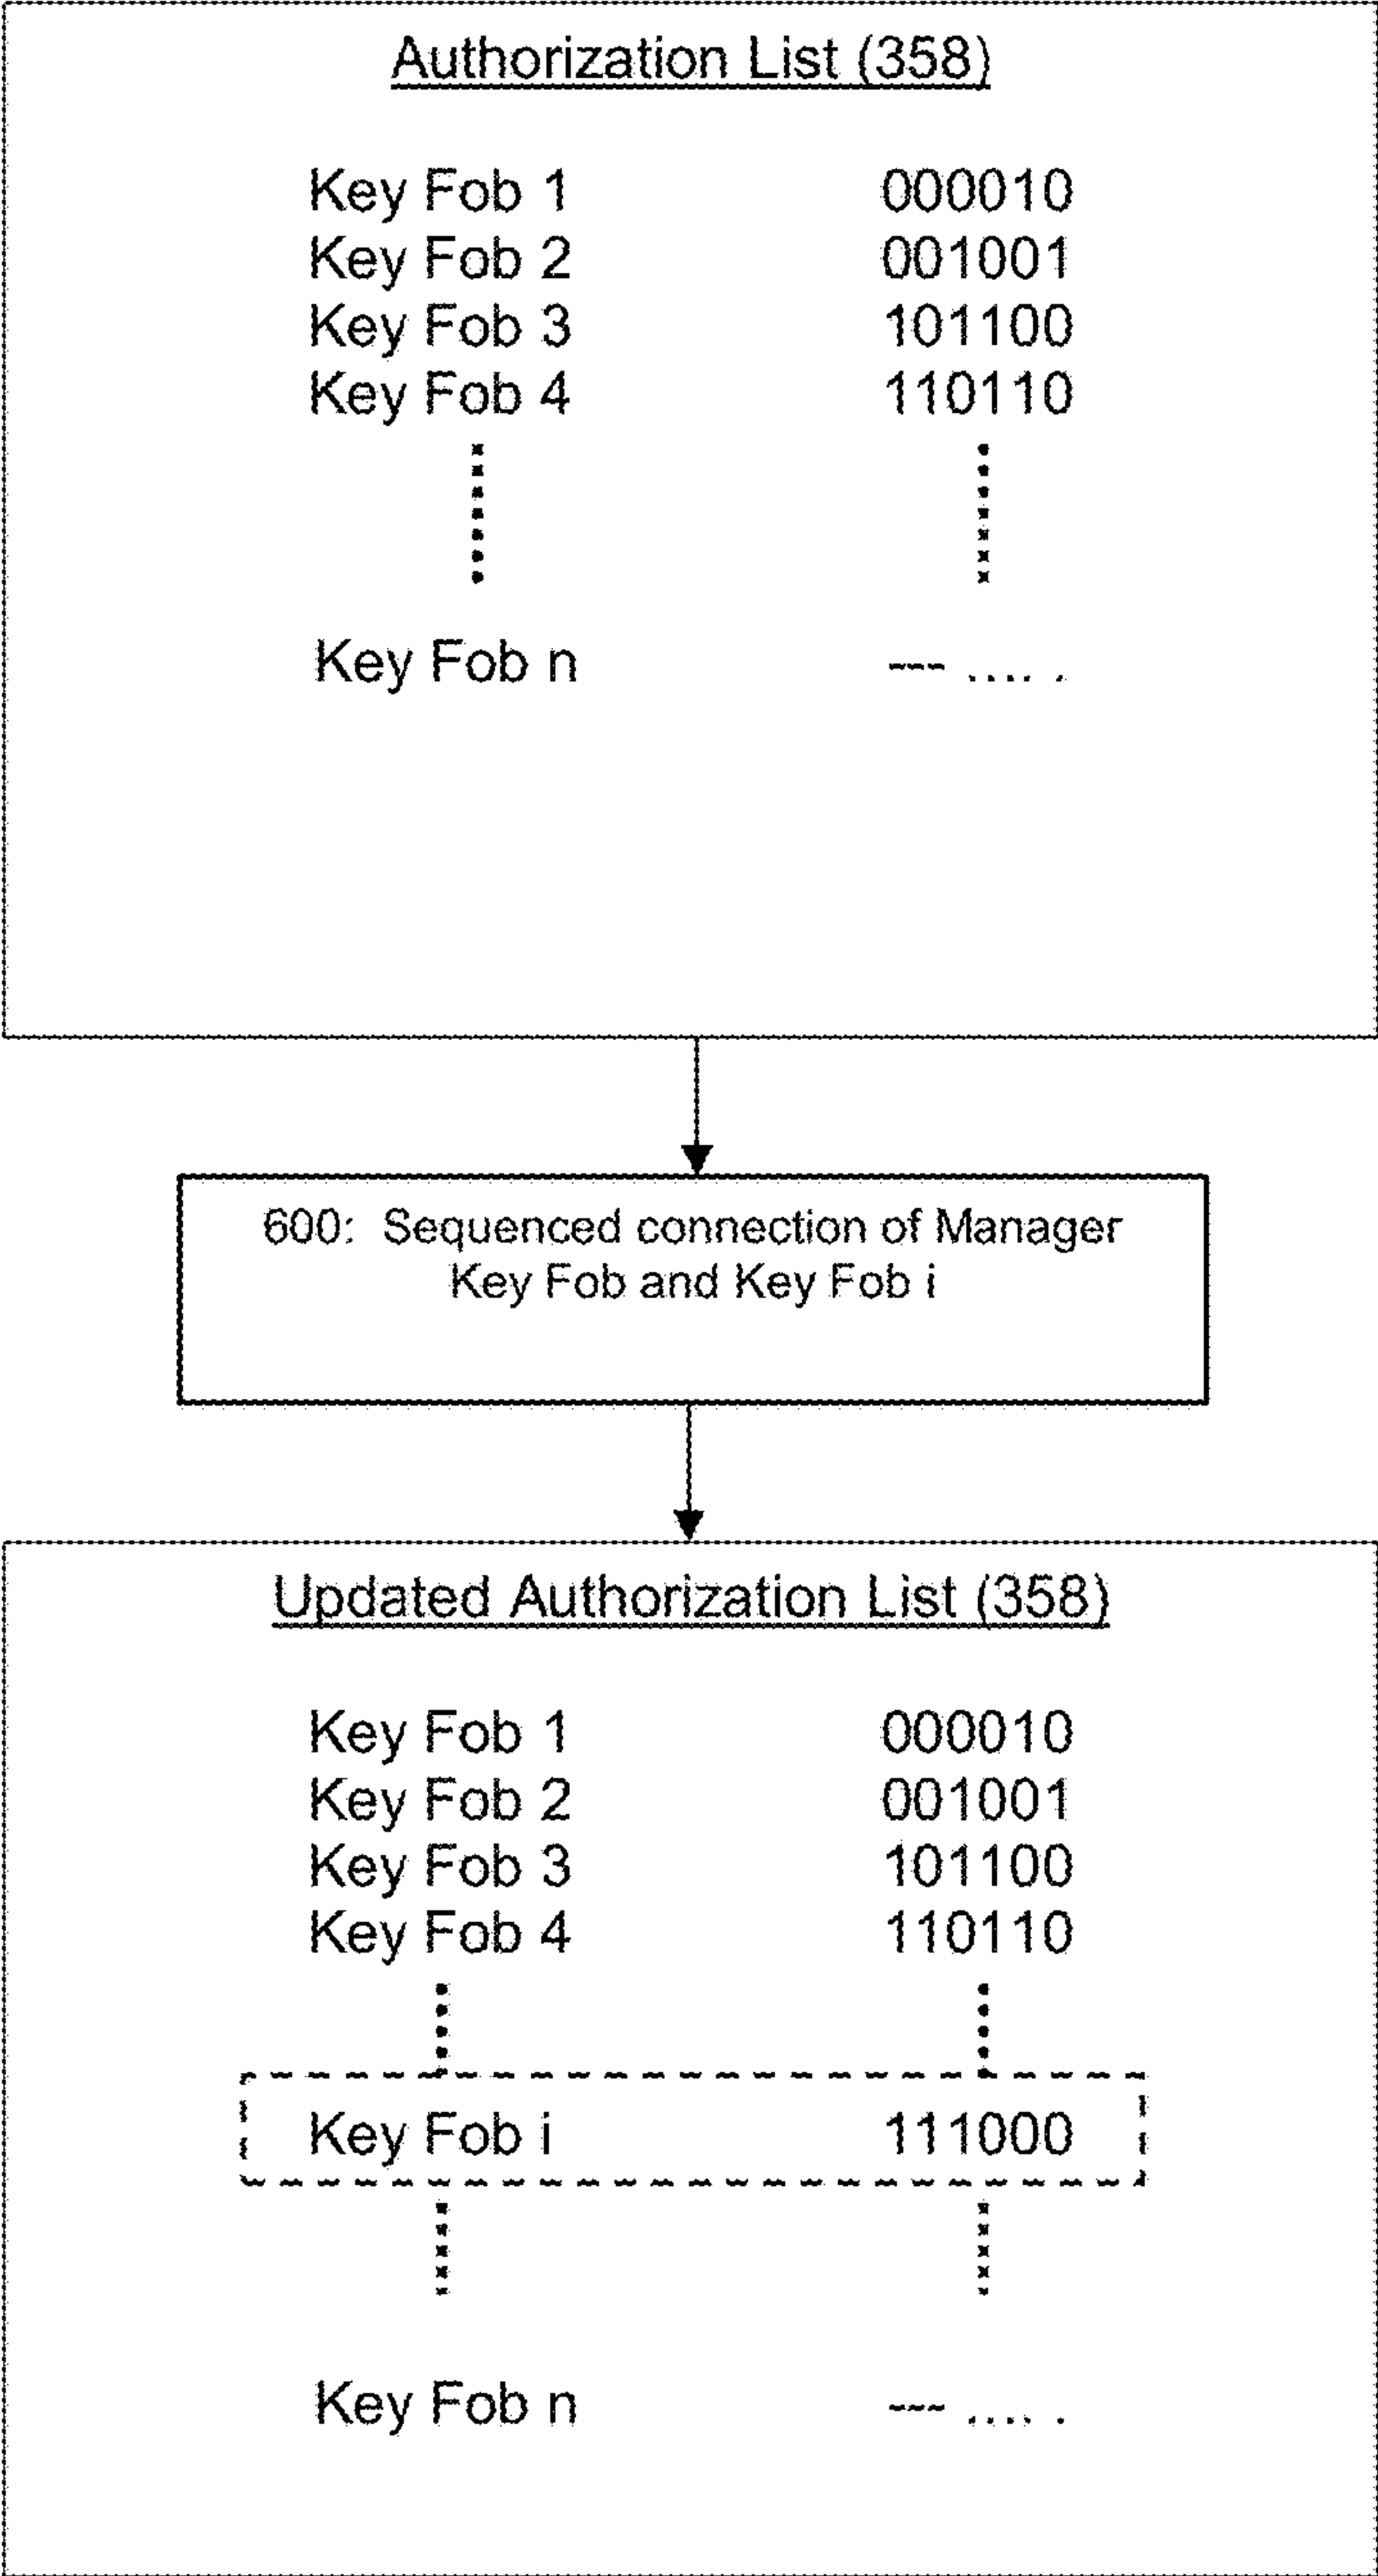 Authorization List (358)
Key Fob 1 000010
Key Fob 2 001001
Key Fob 3 101100
Key Fob 4 110110
Key Fob n --- ..... .
600: Sequenced connection of Manager
Key Fob and Key Fob i
Updated Authorization List (358)
Key Fob 1 000010
Key Fob 2 001001
Key Fob 3 101100
Key Fob 4 110110
Key Fob i 111000
Key Fob n --- ..... .